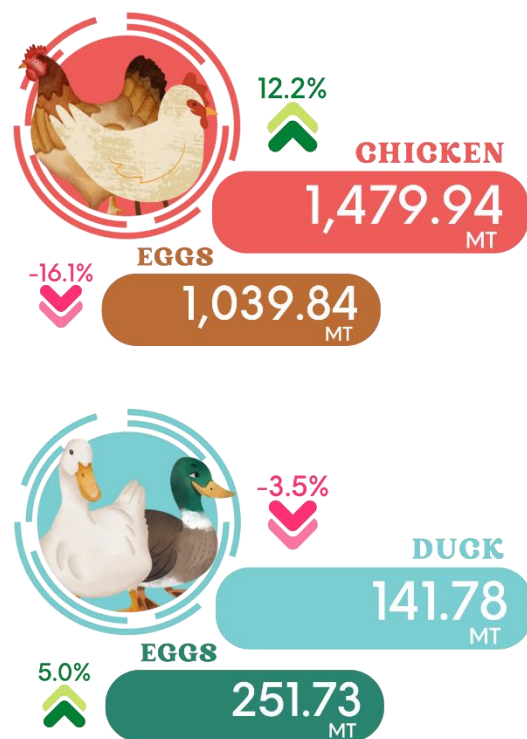 12.2%
CHICKEN
1,479.94
MT
EGGS
-16.1%
1,039.84
MT
-3.5%
DUCK
141.78
MT
EGGS
5.0%
251.73
MT